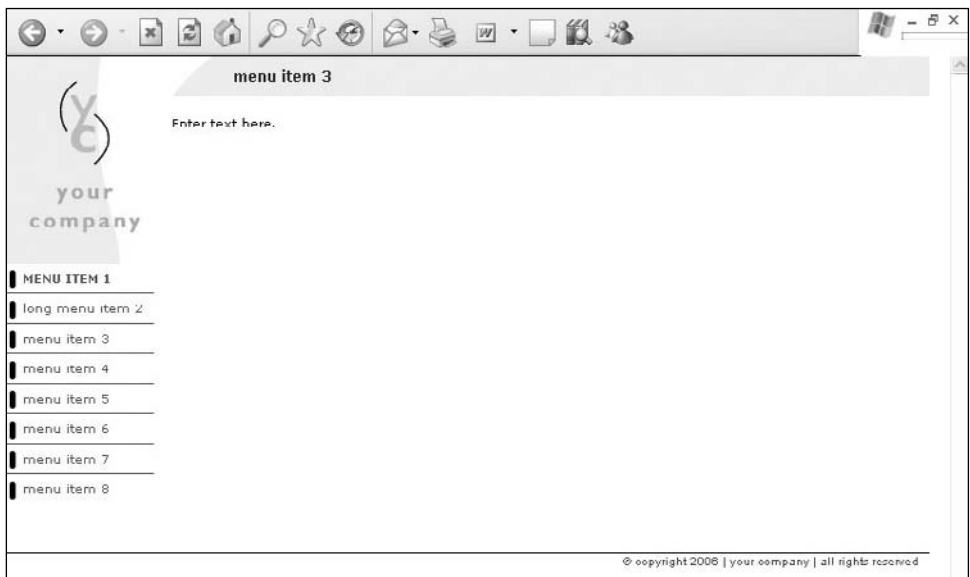 menu item 3
Enter text here.
YC
your
company
MENU ITEM 1
long menu item 2
menu item 3
menu item 4
menu item 5
menu item 6
menu item 7
menu item 8
© copyright 2006 | your company | all rights reserved